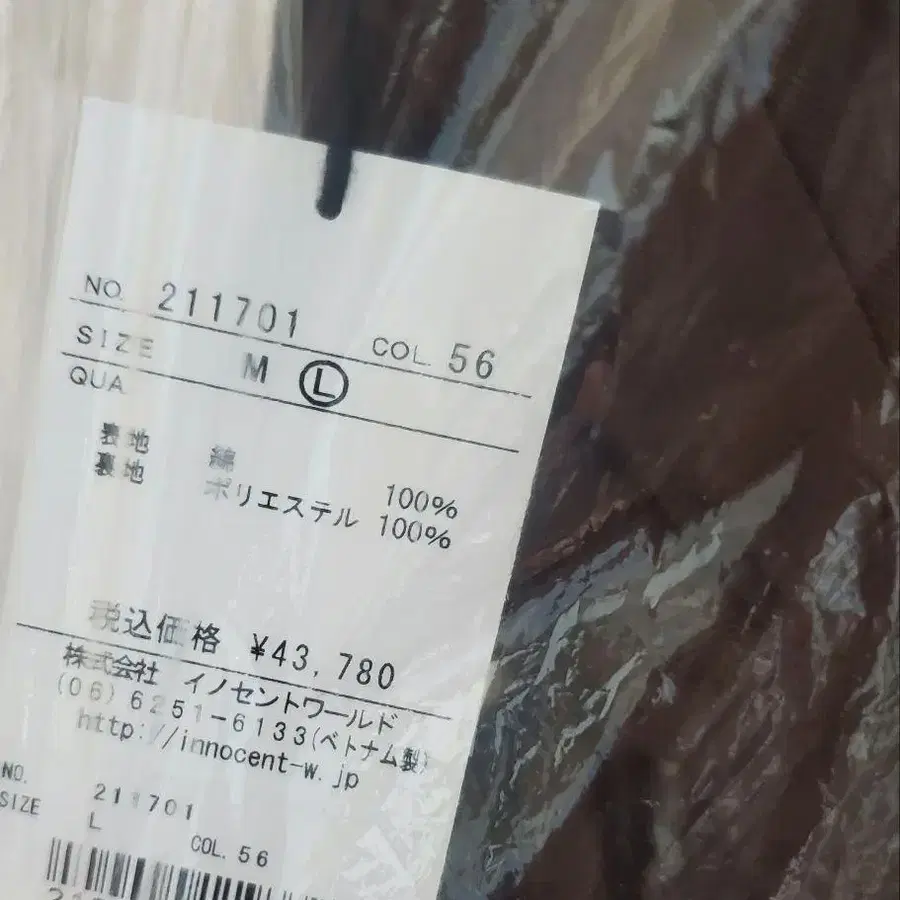 NO. 211701 COL. 56
SIZE M Ⓛ
QUA
表地 綿 100%
裏地 ポリエステル 100%
税込価格 ¥43,780
株式会社 イノセントワールド
(06)6251-6133(ベトナム製)
http://innocent-w.jp
NO. 211701
SIZE L
COL. 56